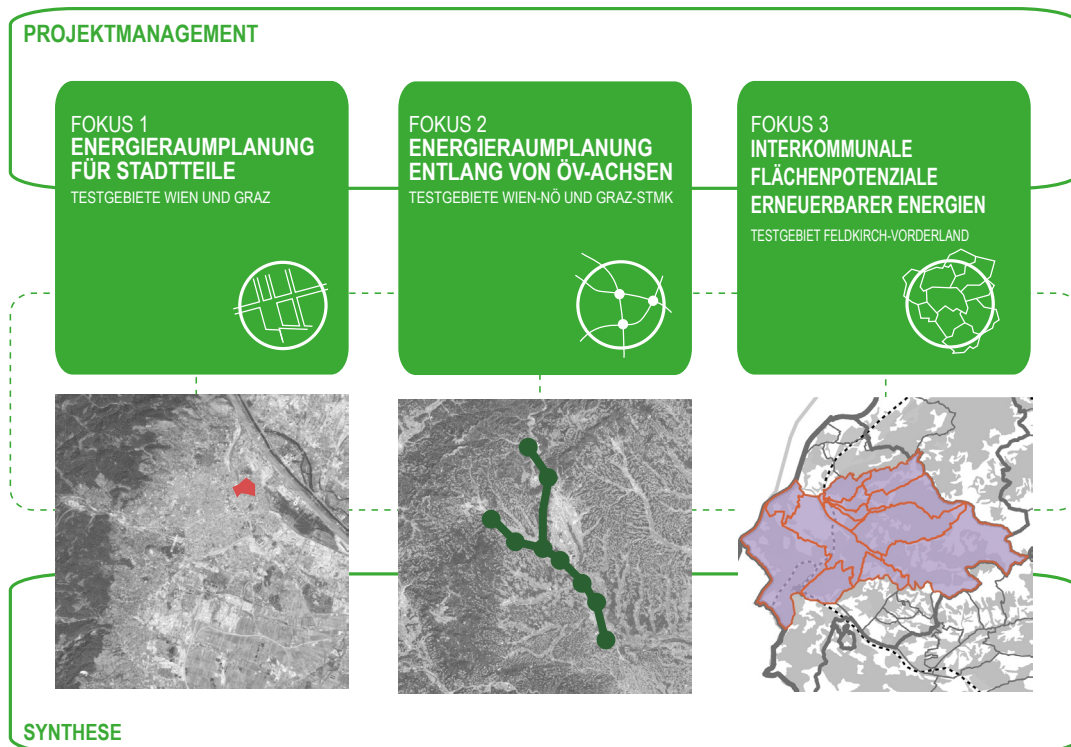 PROJEKTMANAGEMENT
FOKUS 1
ENERGIERAUMPLANUNG
FÜR STADTTEILE
TESTGEBIETE WIEN UND GRAZ
FOKUS 2
ENERGIERAUMPLANUNG
ENTLANG VON ÖV-ACHSEN
TESTGEBIETE WIEN-NÖ UND GRAZ-STMK
FOKUS 3
INTERKOMMUNALE
FLÄCHENPOTENZIALE
ERNEUERBARER ENERGIEN
TESTGEBIET FELDKIRCH-VORDERLAND
SYNTHESE